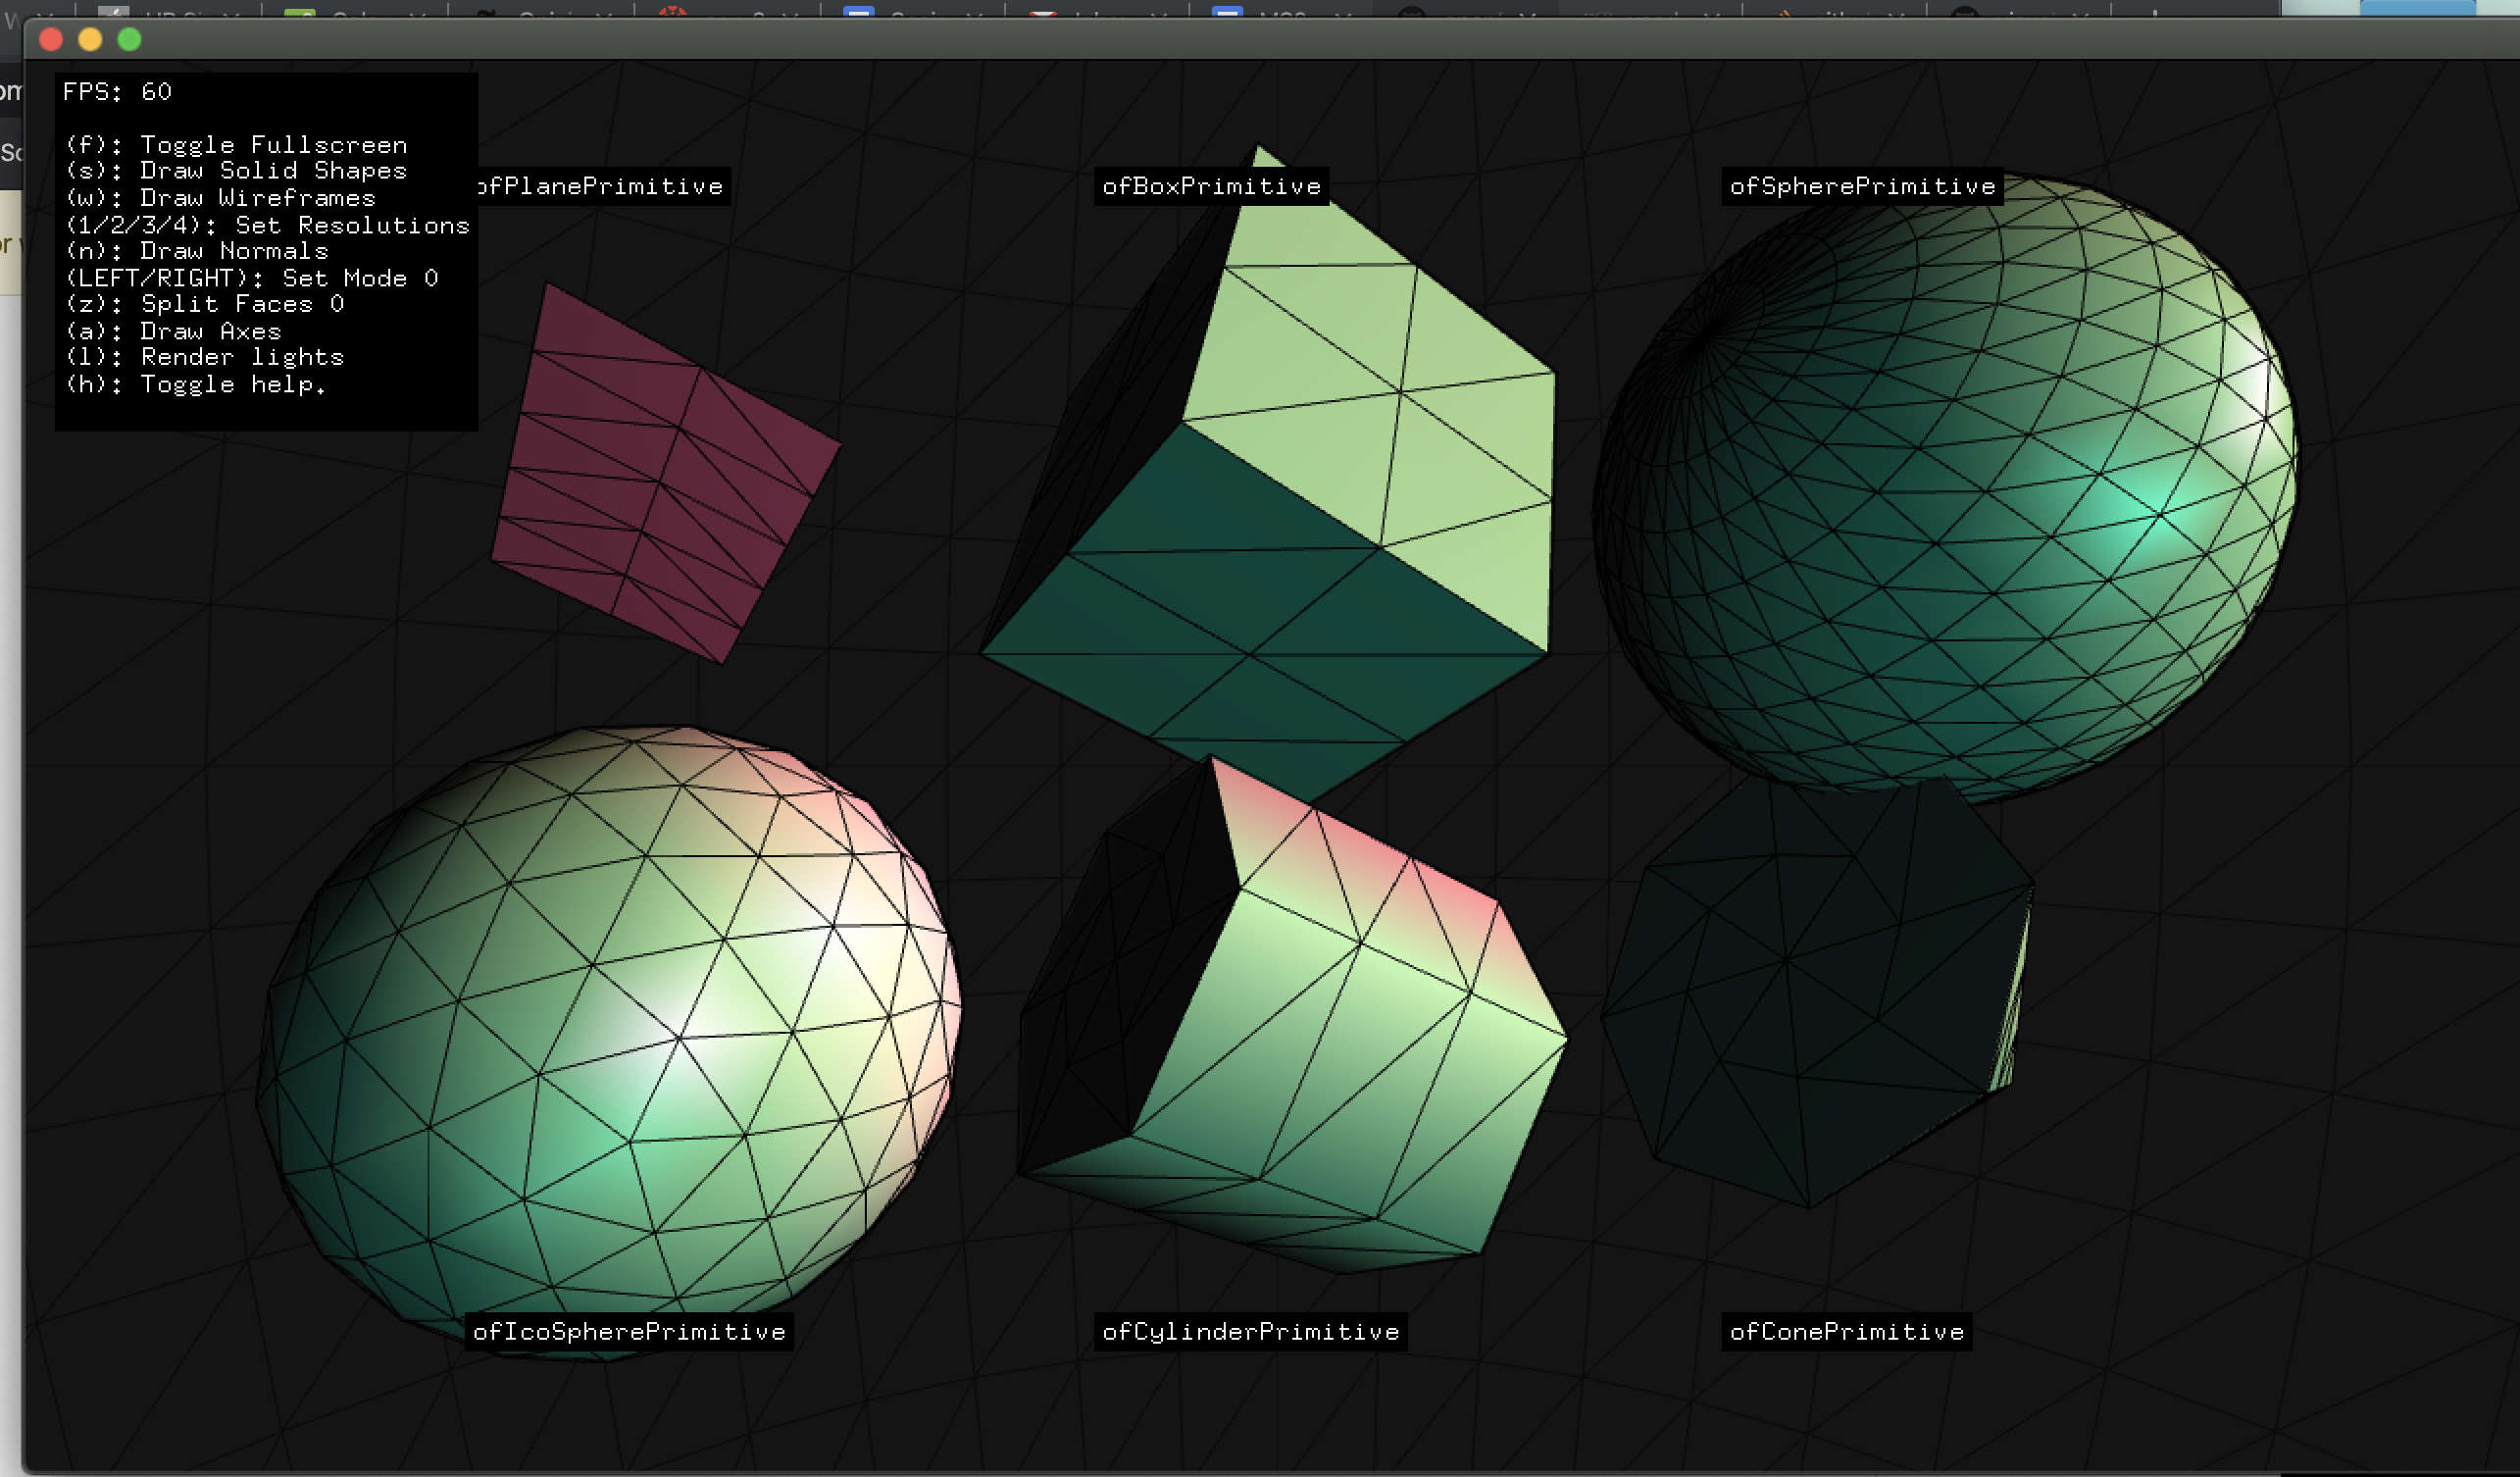 FPS: 60
(f): Toggle Fullscreen
(s): Draw Solid Shapes
(w): Draw Wireframes
(1/2/3/4): Set Resolutions
(n): Draw Normals
(LEFT/RIGHT): Set Mode 0
(z): Split Faces 0
(a): Draw Axes
(l): Render lights
(h): Toggle help.
ofPlanePrimitive
ofBoxPrimitive
ofSpherePrimitive
ofIcoSpherePrimitive
ofCylinderPrimitive
ofConePrimitive